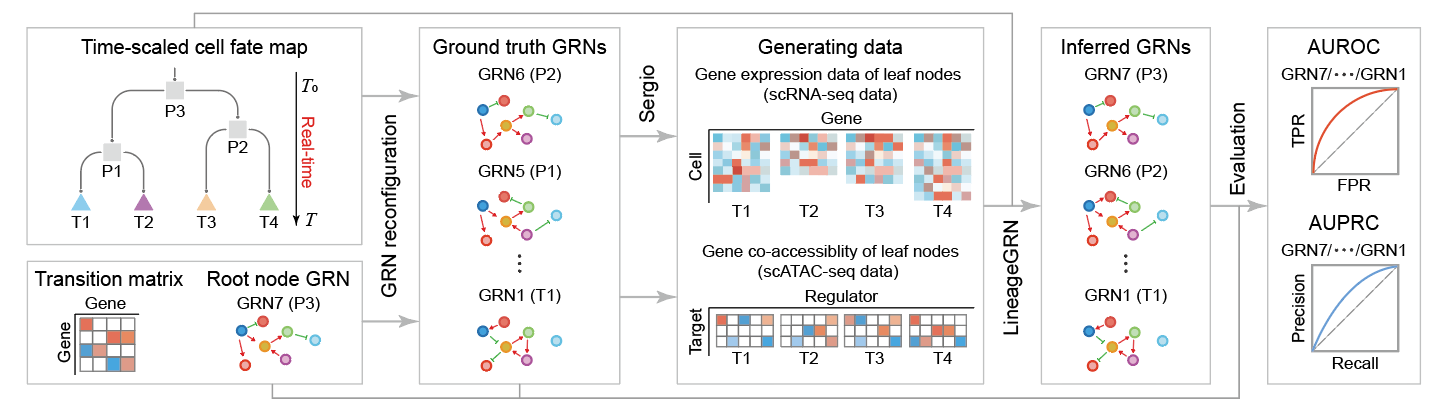 Time-scaled cell fate map
T₀
P3
P2
Real-time
P1
T1
T2
T3
T4
T
Transition matrix
Gene
Gene
Root node GRN
GRN7 (P3)
GRN reconfiguration
Ground truth GRNs
GRN6 (P2)
GRN5 (P1)
GRN1 (T1)
Sergio
Generating data
Gene expression data of leaf nodes
(scRNA-seq data)
Gene
Cell
T1 T2 T3 T4
Gene co-accessiblity of leaf nodes
(scATAC-seq data)
Regulator
Target
T1 T2 T3 T4
LineageGRN
Inferred GRNs
GRN7 (P3)
GRN6 (P2)
GRN1 (T1)
Evaluation
AUROC
GRN7/···/GRN1
TPR
FPR
AUPRC
GRN7/···/GRN1
Precision
Recall